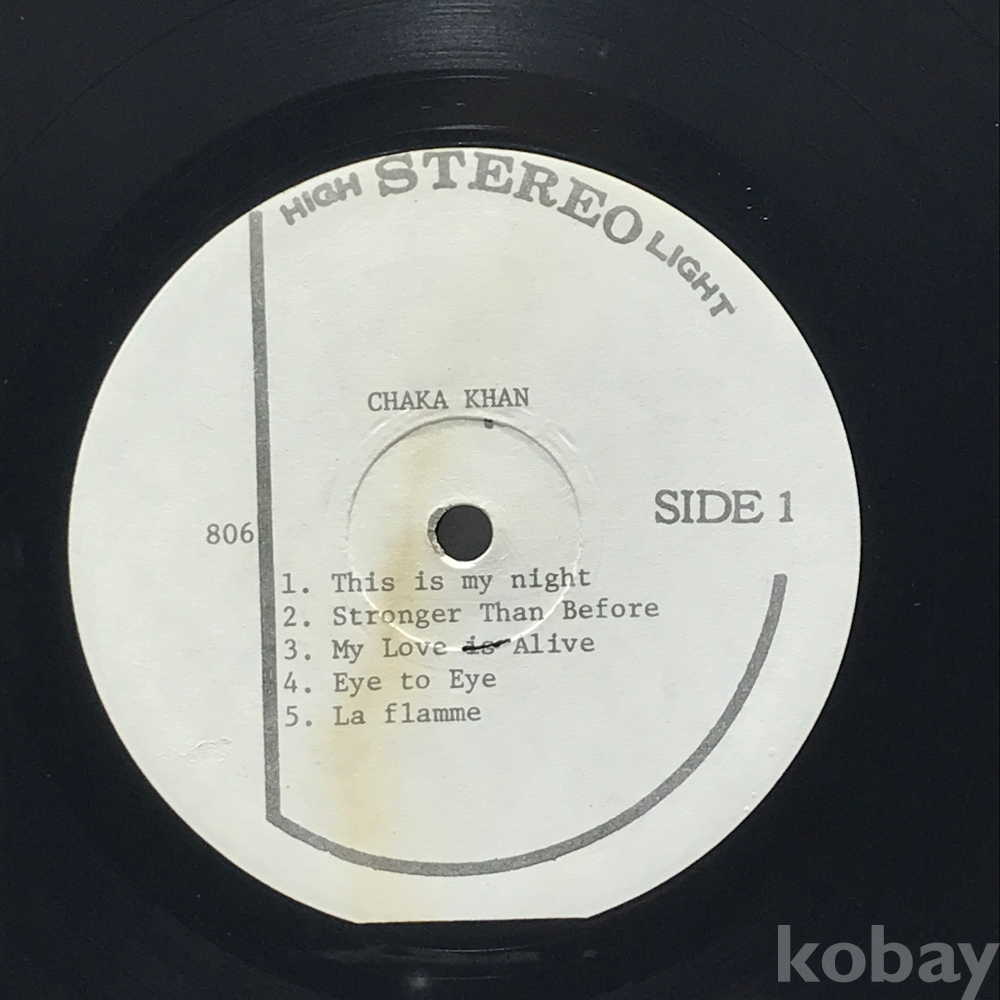 HIGH STEREO LIGHT
CHAKA KHAN
SIDE 1
806
1. This is my night
2. Stronger Than Before
3. My Love is Alive
4. Eye to Eye
5. La flamme
kobay